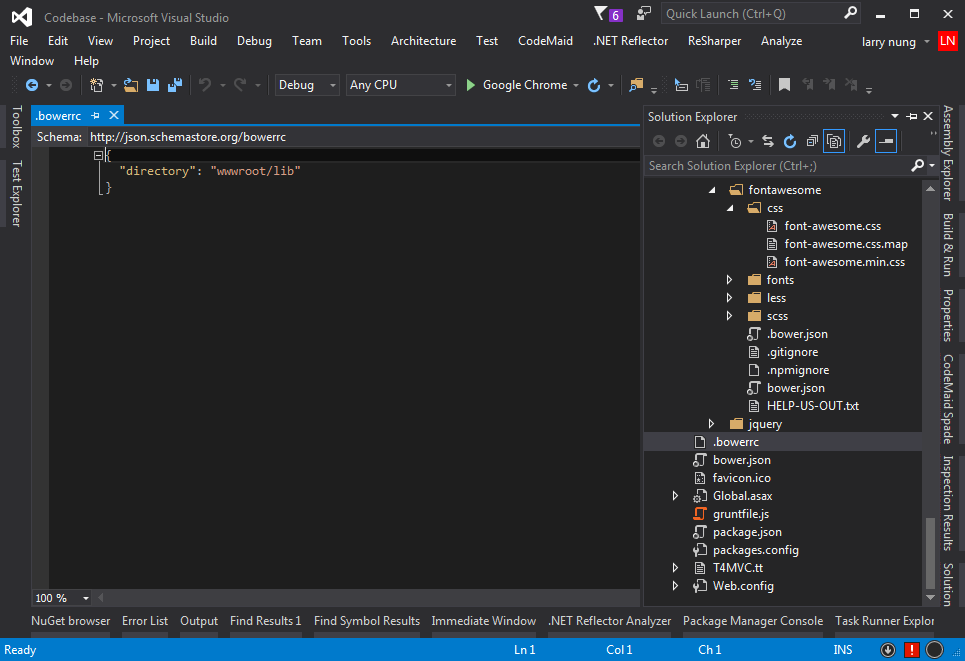 Codebase - Microsoft Visual Studio
6
Quick Launch (Ctrl+Q)
File Edit View Project Build Debug Team Tools Architecture Test CodeMaid .NET Reflector ReSharper Analyze larry nung LN
Window Help
Debug Any CPU Google Chrome
Toolbox
Test Explorer
.bowerrc
Schema: http://json.schemastore.org/bowerrc
{
"directory": "wwwroot/lib"
}
100 %
Solution Explorer
Search Solution Explorer (Ctrl+;)
fontawesome
css
font-awesome.css
font-awesome.css.map
font-awesome.min.css
fonts
less
scss
.bower.json
.gitignore
.npmignore
bower.json
HELP-US-OUT.txt
jquery
.bowerrc
bower.json
favicon.ico
Global.asax
gruntfile.js
package.json
packages.config
T4MVC.tt
Web.config
Assembly Explorer
Build & Run
Properties
CodeMaid Spade
Inspection Results
Solution
NuGet browser Error List Output Find Results 1 Find Symbol Results Immediate Window .NET Reflector Analyzer Package Manager Console Task Runner Explor
Ready Ln 1 Col 1 Ch 1 INS